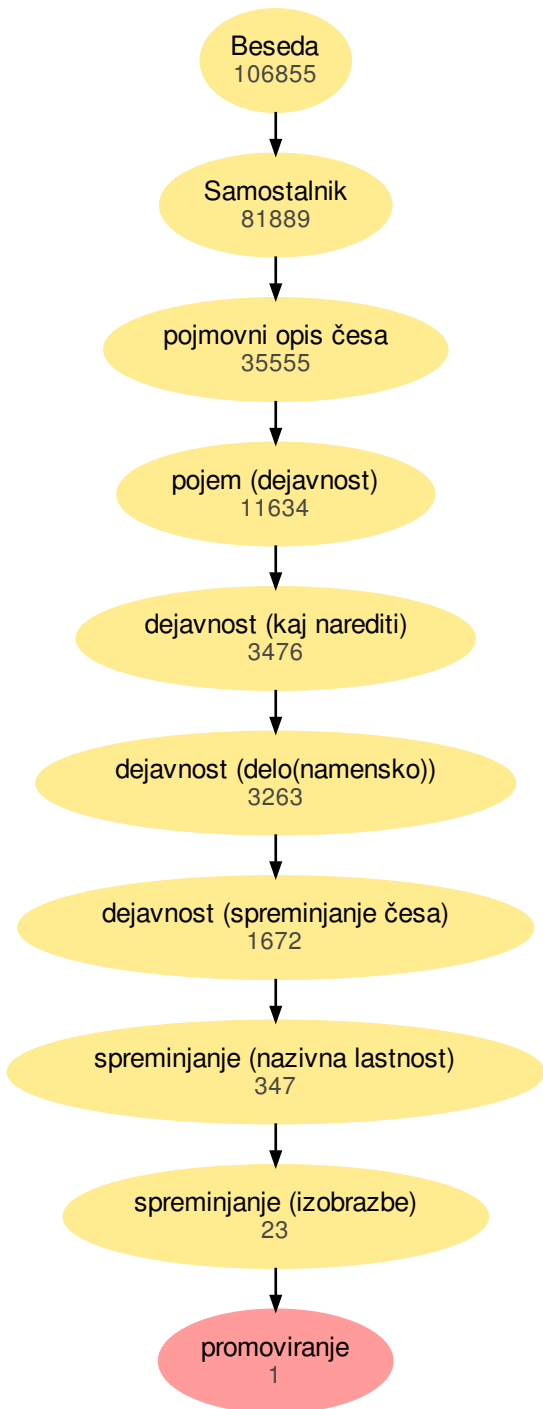 Beseda
106855
Samostalnik
81889
pojmovni opis česa
35555
pojem (dejavnost)
11634
dejavnost (kaj narediti)
3476
dejavnost (delo(namensko))
3263
dejavnost (spreminjanje česa)
1672
spreminjanje (nazivna lastnost)
347
spreminjanje (izobrazbe)
23
promoviranje
1